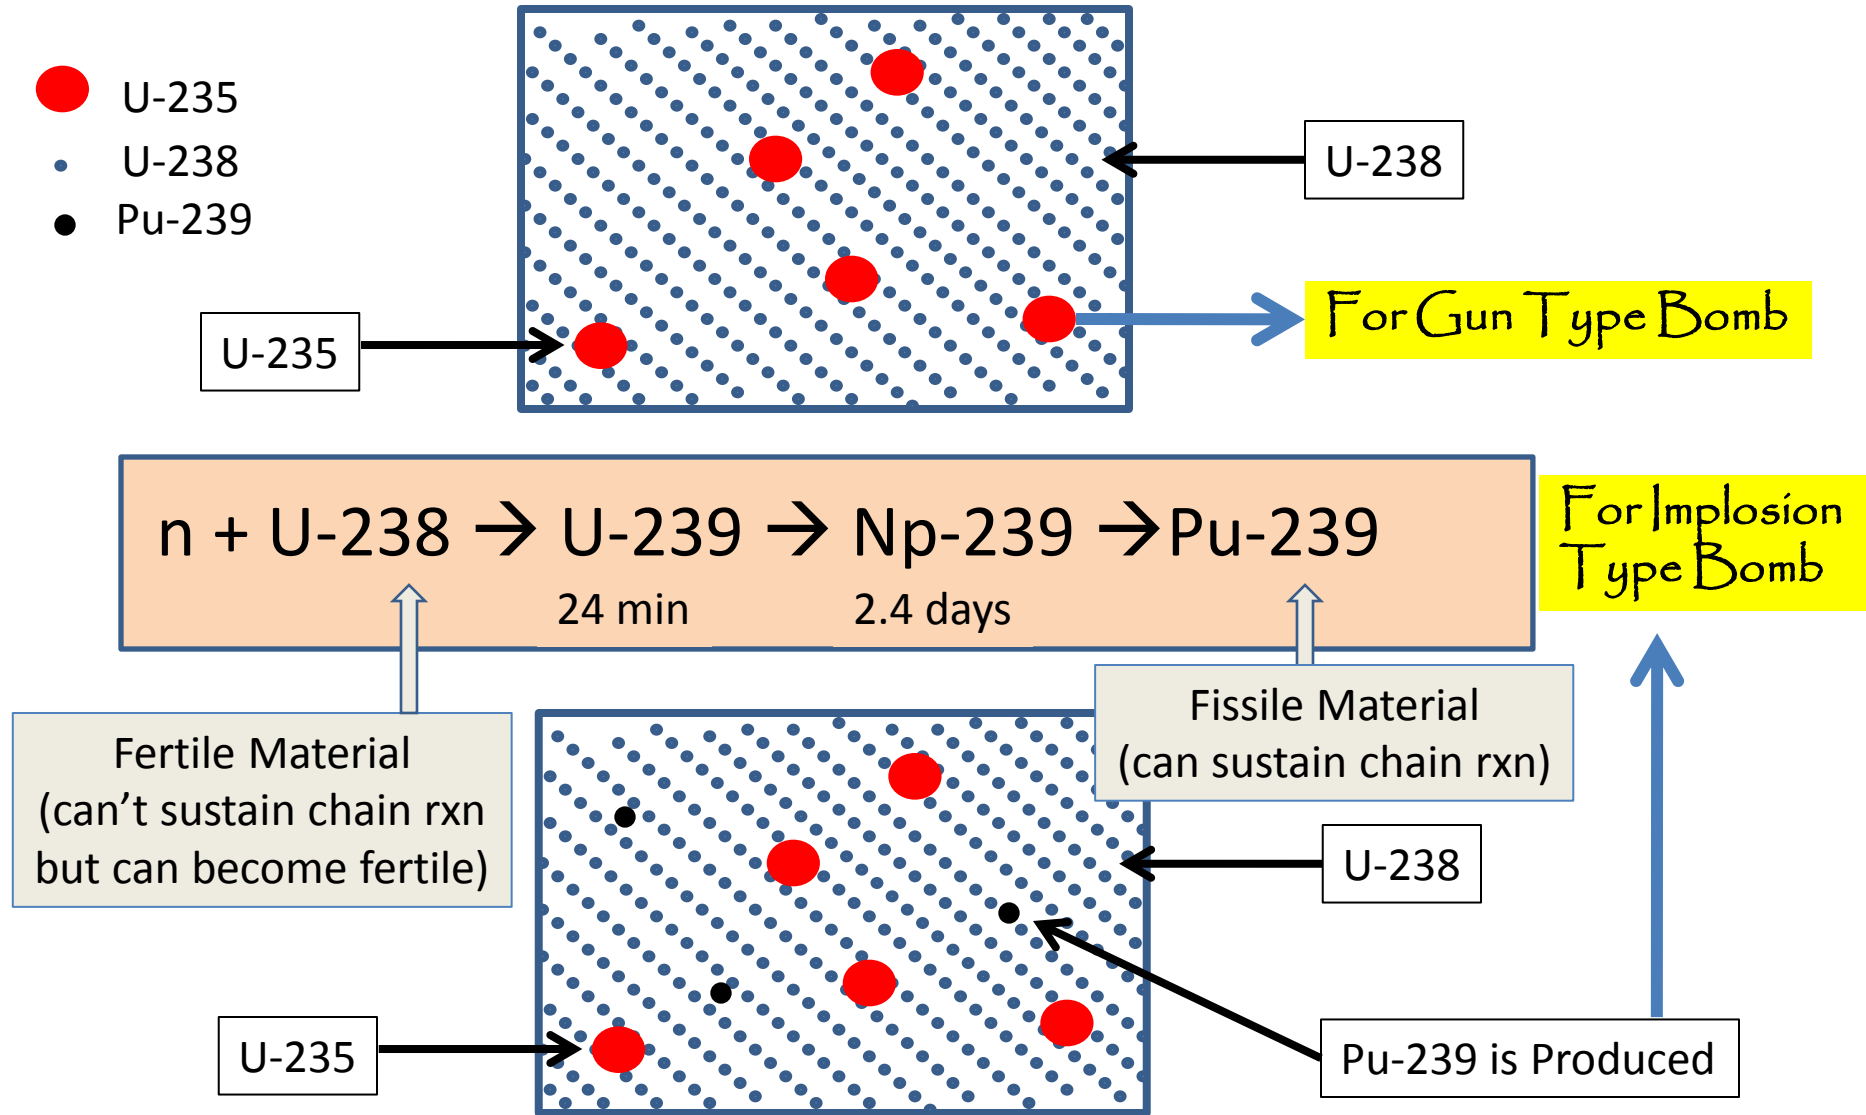 U-235
U-238
Pu-239
U-238
For Gun Type Bomb
U-235
n + U-238 → U-239 → Np-239 →Pu-239
24 min
2.4 days
For Implosion
Type Bomb
Fertile Material
(can't sustain chain rxn
but can become fertile)
Fissile Material
(can sustain chain rxn)
U-238
U-235
Pu-239 is Produced